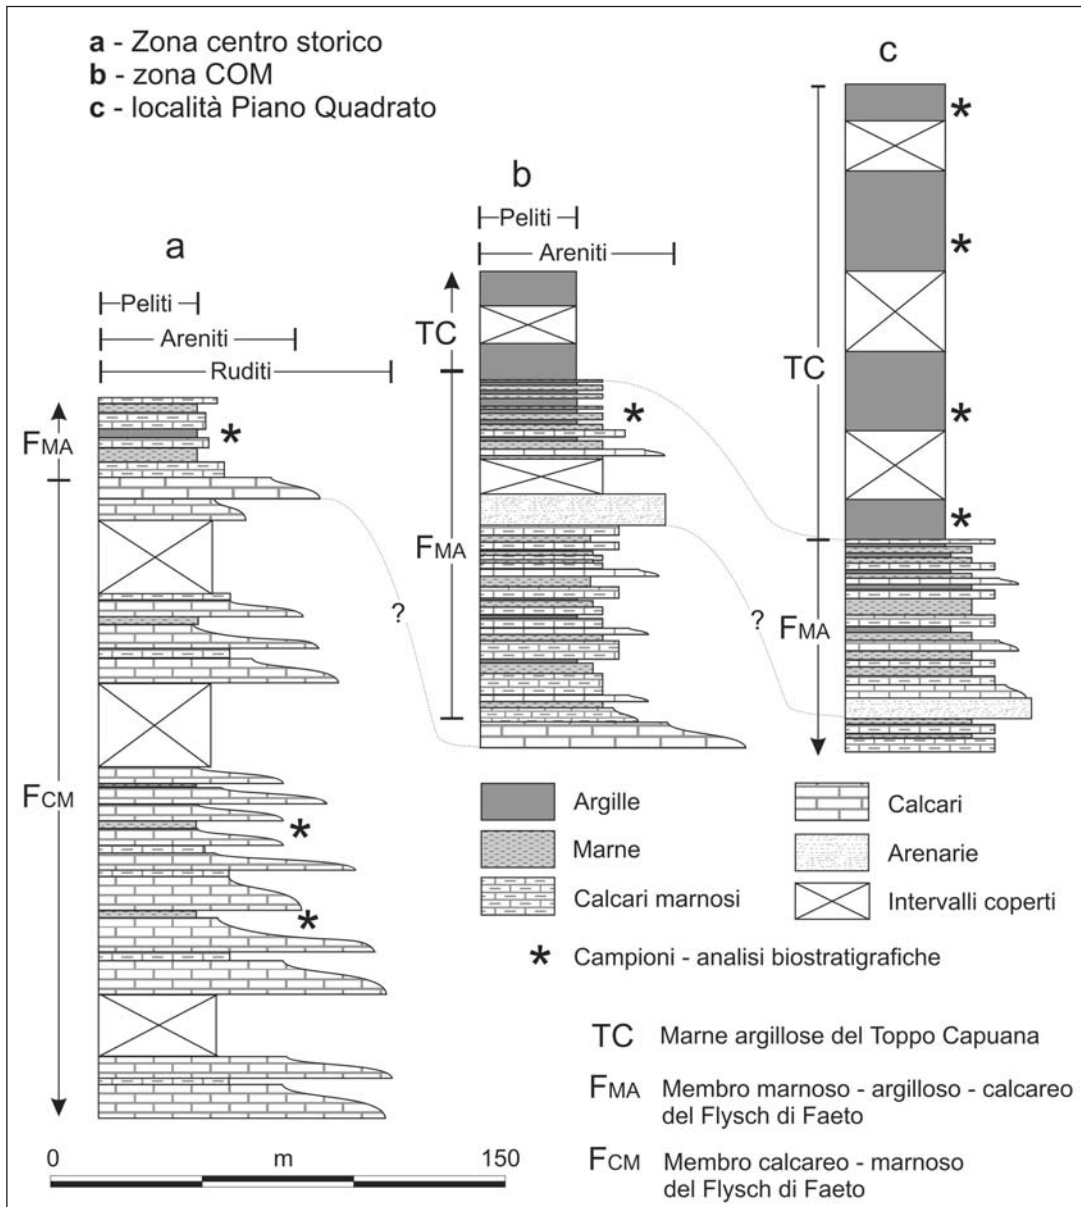 a - Zona centro storico
b - zona COM
c - località Piano Quadrato
a
Peliti
Areniti
Ruditi
FMA
FCM
?
b
Peliti
Areniti
TC
FMA
?
c
TC
FMA
Argille
Marne
Calcari marnosi
Calcari
Arenarie
Intervalli coperti
* Campioni - analisi biostratigrafiche
TC Marne argillose del Toppo Capuana
FMA Membro marnoso - argilloso - calcareo
del Flysch di Faeto
FCM Membro calcareo - marnoso
del Flysch di Faeto
0 m 150